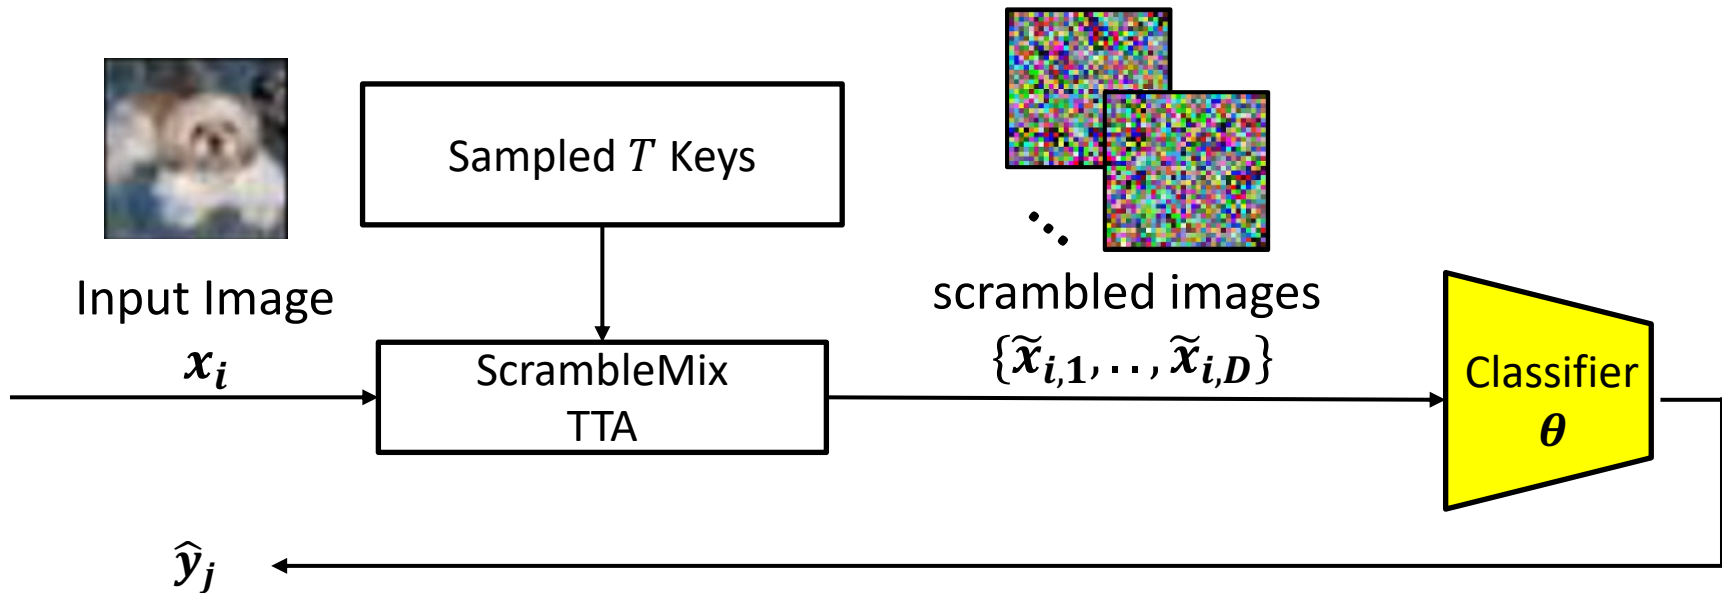 Sampled T Keys
Input Image
x_i
ScrambleMix
TTA
scrambled images
{x̃_{i,1},..,x̃_{i,D}}
Classifier
θ
ŷ_j